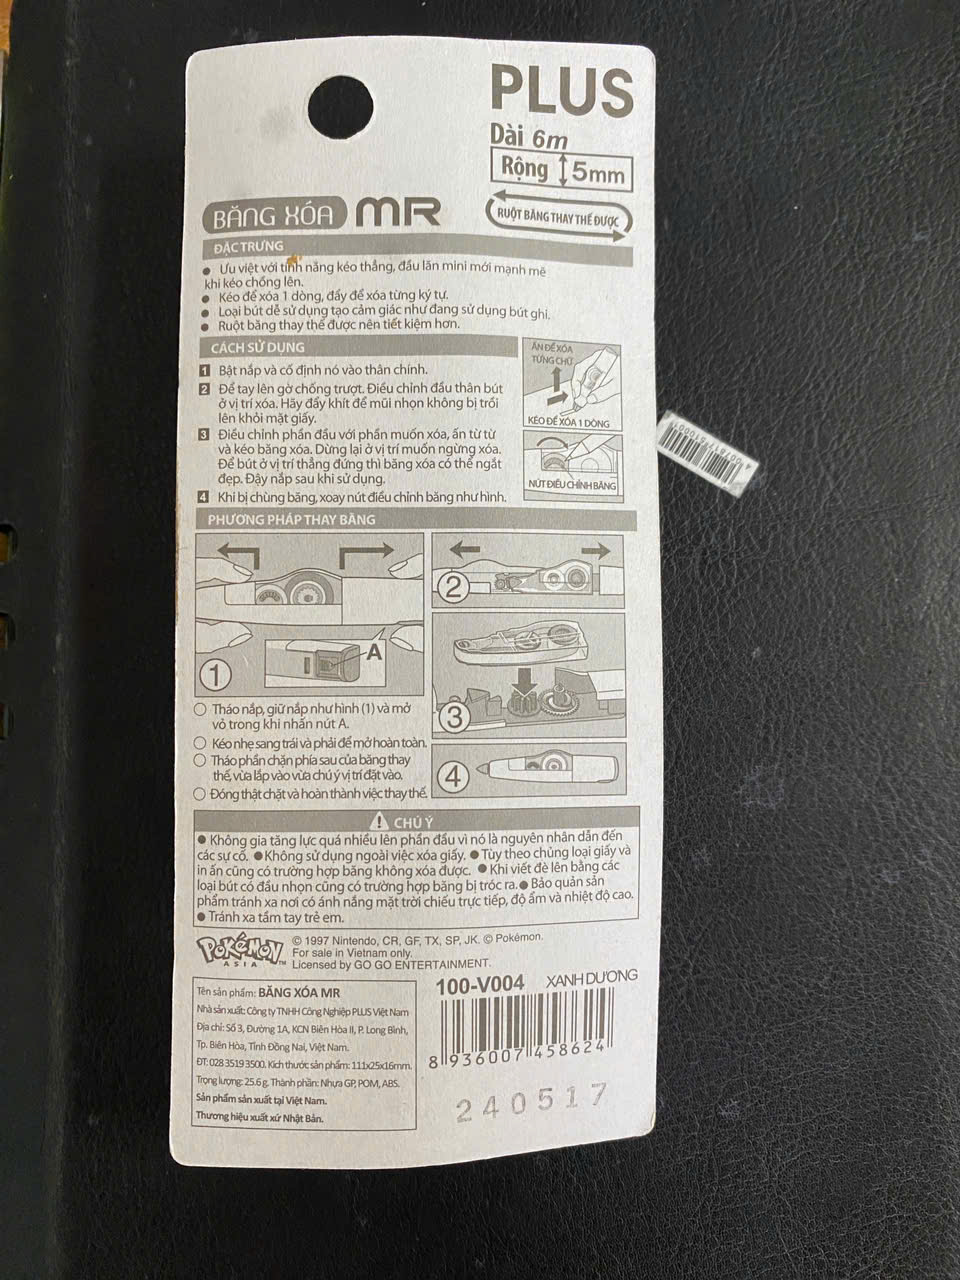 PLUS
Dài 6m
Rộng 5mm
BĂNG XÓA MR
RUỘT BĂNG THAY THẾ ĐƯỢC
ĐẶC TRƯNG
● Ưu việt với tính năng kéo thẳng, đầu lăn mini mới mạnh mẽ
khi kéo chồng lên.
● Kéo để xóa 1 dòng, đẩy để xóa từng ký tự.
● Loại bút dễ sử dụng tạo cảm giác như đang sử dụng bút ghi.
● Ruột băng thay thế được nên tiết kiệm hơn.
CÁCH SỬ DỤNG
1 Bật nắp và cố định nó vào thân chính.
2 Để tay lên gờ chống trượt. Điều chỉnh đầu thân bút
ở vị trí xóa. Hãy đẩy khít để mũi nhọn không bị trồi
lên khỏi mặt giấy.
3 Điều chỉnh phần đầu với phần muốn xóa, ấn từ từ
và kéo băng xóa. Dừng lại ở vị trí muốn ngừng xóa.
Để bút ở vị trí thẳng đứng thì băng xóa có thể ngắt
đẹp. Đậy nắp sau khi sử dụng.
4 Khi bị chùng băng, xoay nút điều chỉnh băng như hình.
ẤN ĐỂ XÓA
TỪNG CHỮ
KÉO ĐỂ XÓA 1 DÒNG
NÚT ĐIỀU CHỈNH BĂNG
PHƯƠNG PHÁP THAY BĂNG
1
A
2
3
4
○ Tháo nắp, giữ nắp như hình (1) và mở
vỏ trong khi nhấn nút A.
○ Kéo nhẹ sang trái và phải để mở hoàn toàn.
○ Tháo phần chặn phía sau của băng thay
thế, vừa lắp vào vừa chú ý vị trí đặt vào.
○ Đóng thật chặt và hoàn thành việc thay thế.
CHÚ Ý
● Không gia tăng lực quá nhiều lên phần đầu vì nó là nguyên nhân dẫn đến
các sự cố. ● Không sử dụng ngoài việc xóa giấy. ● Tùy theo chủng loại giấy và
in ấn cũng có trường hợp băng không xóa được. ● Khi viết đè lên bằng các
loại bút có đầu nhọn cũng có trường hợp băng bị tróc ra. ● Bảo quản sản
phẩm tránh xa nơi có ánh nắng mặt trời chiếu trực tiếp, độ ẩm và nhiệt độ cao.
● Tránh xa tầm tay trẻ em.
POKÉMON
ASIA ™
© 1997 Nintendo, CR, GF, TX, SP, JK. © Pokémon.
For sale in Vietnam only.
Licensed by GO GO ENTERTAINMENT.
Tên sản phẩm: BĂNG XÓA MR
Nhà sản xuất: Công ty TNHH Công Nghiệp PLUS Việt Nam
Địa chỉ: Số 3, Đường 1A, KCN Biên Hòa II, P. Long Bình,
Tp. Biên Hòa, Tỉnh Đồng Nai, Việt Nam.
ĐT: 028 3519 3500. Kích thước sản phẩm: 111x25x16mm.
Trọng lượng: 25.6 g. Thành phần: Nhựa GP, POM, ABS.
Sản phẩm sản xuất tại Việt Nam.
Thương hiệu xuất xứ Nhật Bản.
100-V004 XANH DƯƠNG
8 936007 458624
240517